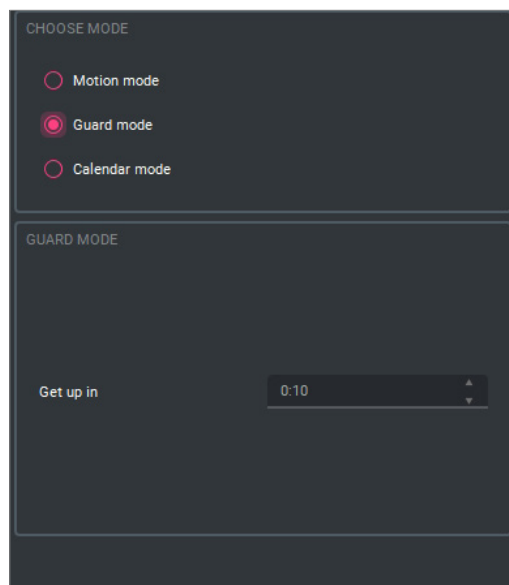 CHOOSE MODE
Motion mode
Guard mode
Calendar mode
GUARD MODE
Get up in 0:10